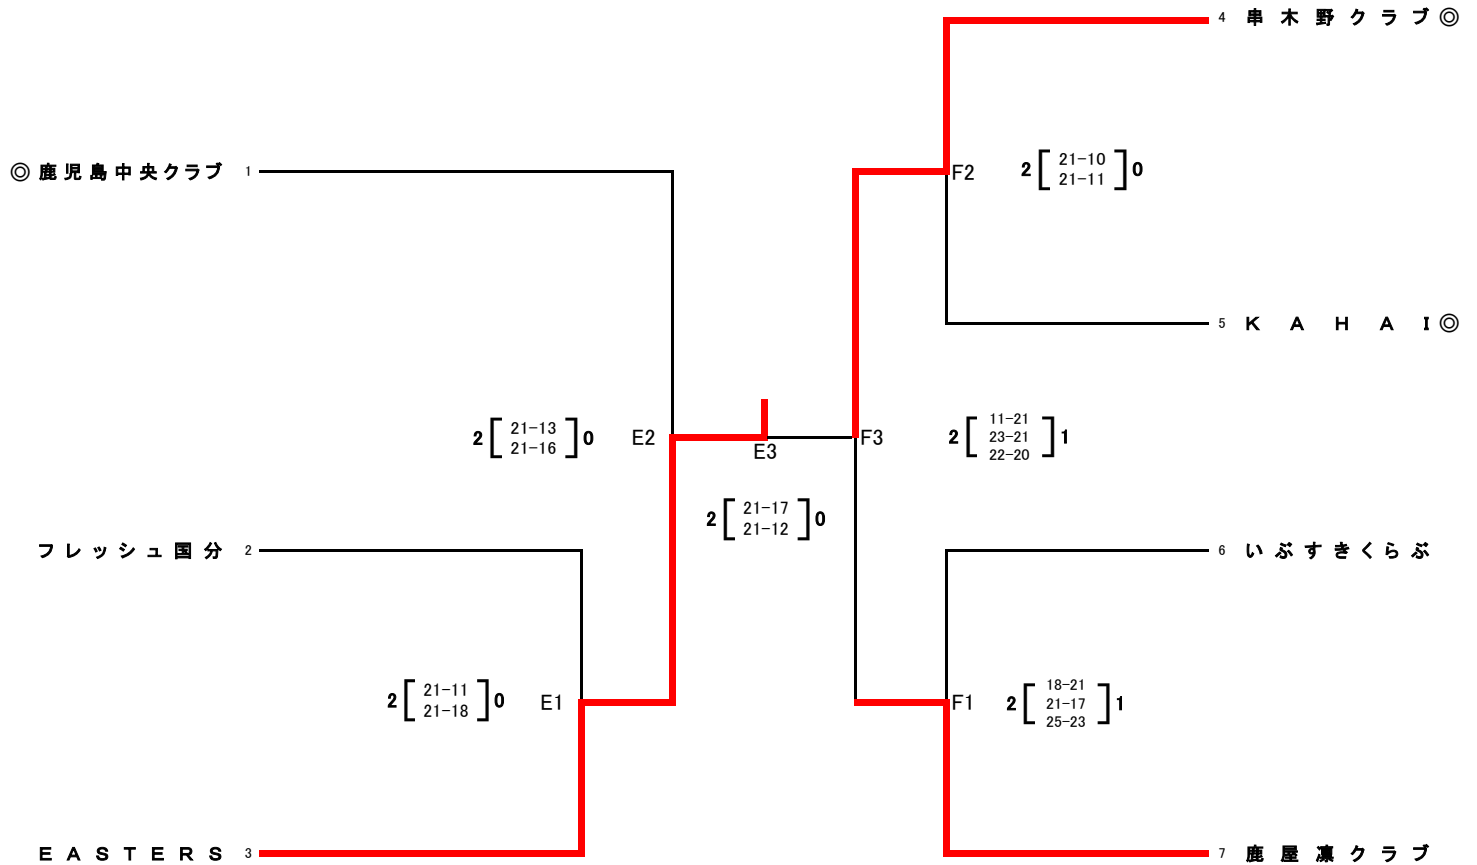 4 串木野クラブ◎
◎鹿児島中央クラブ 1
F2 2 [ 21-10 21-11 ] 0
5 KAHAI◎
2 [ 21-13 21-16 ] 0 E2
E3
F3 2 [ 11-21 23-21 22-20 ] 1
2 [ 21-17 21-12 ] 0
フレッシュ国分 2
6 いぶすきくらぶ
2 [ 21-11 21-18 ] 0 E1
F1 2 [ 18-21 21-17 25-23 ] 1
EASTERS 3
7 鹿屋凛クラブ